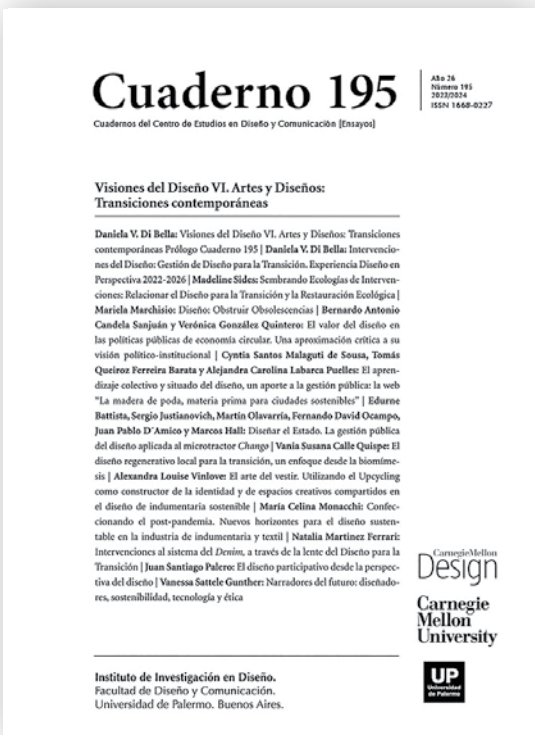 Cuaderno 195
Año 26
Número 195
2022/2024
ISSN 1668-0227
Cuadernos del Centro de Estudios en Diseño y Comunicación [Ensayos]
Visiones del Diseño VI. Artes y Diseños:
Transiciones contemporáneas
Daniela V. Di Bella: Visiones del Diseño VI. Artes y Diseños: Transiciones
contemporáneas Prólogo Cuaderno 195 | Daniela V. Di Bella: Intervencio-
nes del Diseño: Gestión de Diseño para la Transición. Experiencia Diseño en
Perspectiva 2022-2026 | Madeline Sides: Sembrando Ecologías de Interven-
ciones: Relacionar el Diseño para la Transición y la Restauración Ecológica |
Mariela Marchisio: Diseño: Obstruir Obsolescencias | Bernardo Antonio
Candela Sanjuán y Verónica González Quintero: El valor del diseño en
las políticas públicas de economía circular. Una aproximación crítica a su
visión político-institucional | Cyntia Santos Malaguti de Sousa, Tomás
Queiroz Ferreira Barata y Alejandra Carolina Labarca Puelles: El apren-
dizaje colectivo y situado del diseño, un aporte a la gestión pública: la web
"La madera de poda, materia prima para ciudades sostenibles" | Edurne
Battista, Sergio Justianovich, Martín Olavarría, Fernando David Ocampo,
Juan Pablo D´Amico y Marcos Hall: Diseñar el Estado. La gestión pública
del diseño aplicada al microtractor Chango | Vania Susana Calle Quispe: El
diseño regenerativo local para la transición, un enfoque desde la biomíme-
sis | Alexandra Louise Vinlove: El arte del vestir. Utilizando el Upcycling
como constructor de la identidad y de espacios creativos compartidos en
el diseño de indumentaria sostenible | María Celina Monacchi: Confec-
cionando el post-pandemia. Nuevos horizontes para el diseño susten-
table en la industria de indumentaria y textil | Natalia Martinez Ferrari:
Intervenciones al sistema del Denim, a través de la lente del Diseño para la
Transición | Juan Santiago Palero: El diseño participativo desde la perspec-
tiva del diseño | Vanessa Sattele Gunther: Narradores del futuro: diseñado-
res, sostenibilidad, tecnología y ética
CarnegieMellon
Design
Carnegie
Mellon
University
UP
Universidad
de Palermo
Instituto de Investigación en Diseño.
Facultad de Diseño y Comunicación.
Universidad de Palermo. Buenos Aires.